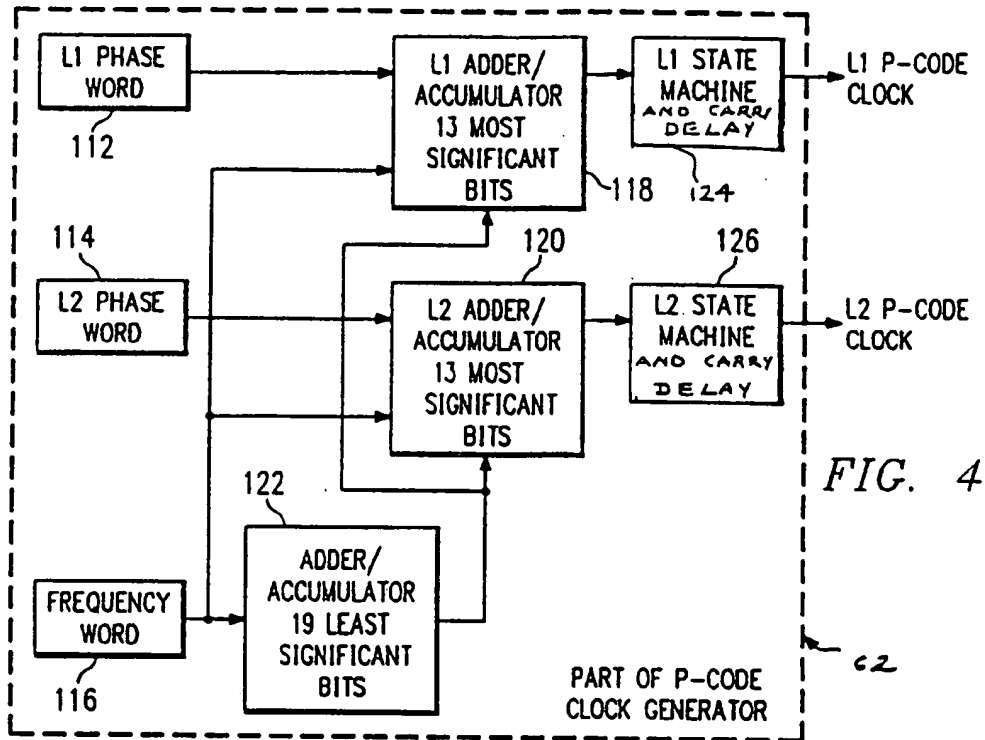 L1 PHASE
WORD
112
L1 ADDER/
ACCUMULATOR
13 MOST
SIGNIFICANT
BITS
118
L1 STATE
MACHINE
AND CARRY
DELAY
124
L1 P-CODE
CLOCK
114
L2 PHASE
WORD
120
L2 ADDER/
ACCUMULATOR
13 MOST
SIGNIFICANT
BITS
126
L2 STATE
MACHINE
AND CARRY
DELAY
L2 P-CODE
CLOCK
FIG. 4
122
ADDER/
ACCUMULATOR
19 LEAST
SIGNIFICANT
BITS
FREQUENCY
WORD
116
PART OF P-CODE
CLOCK GENERATOR
62